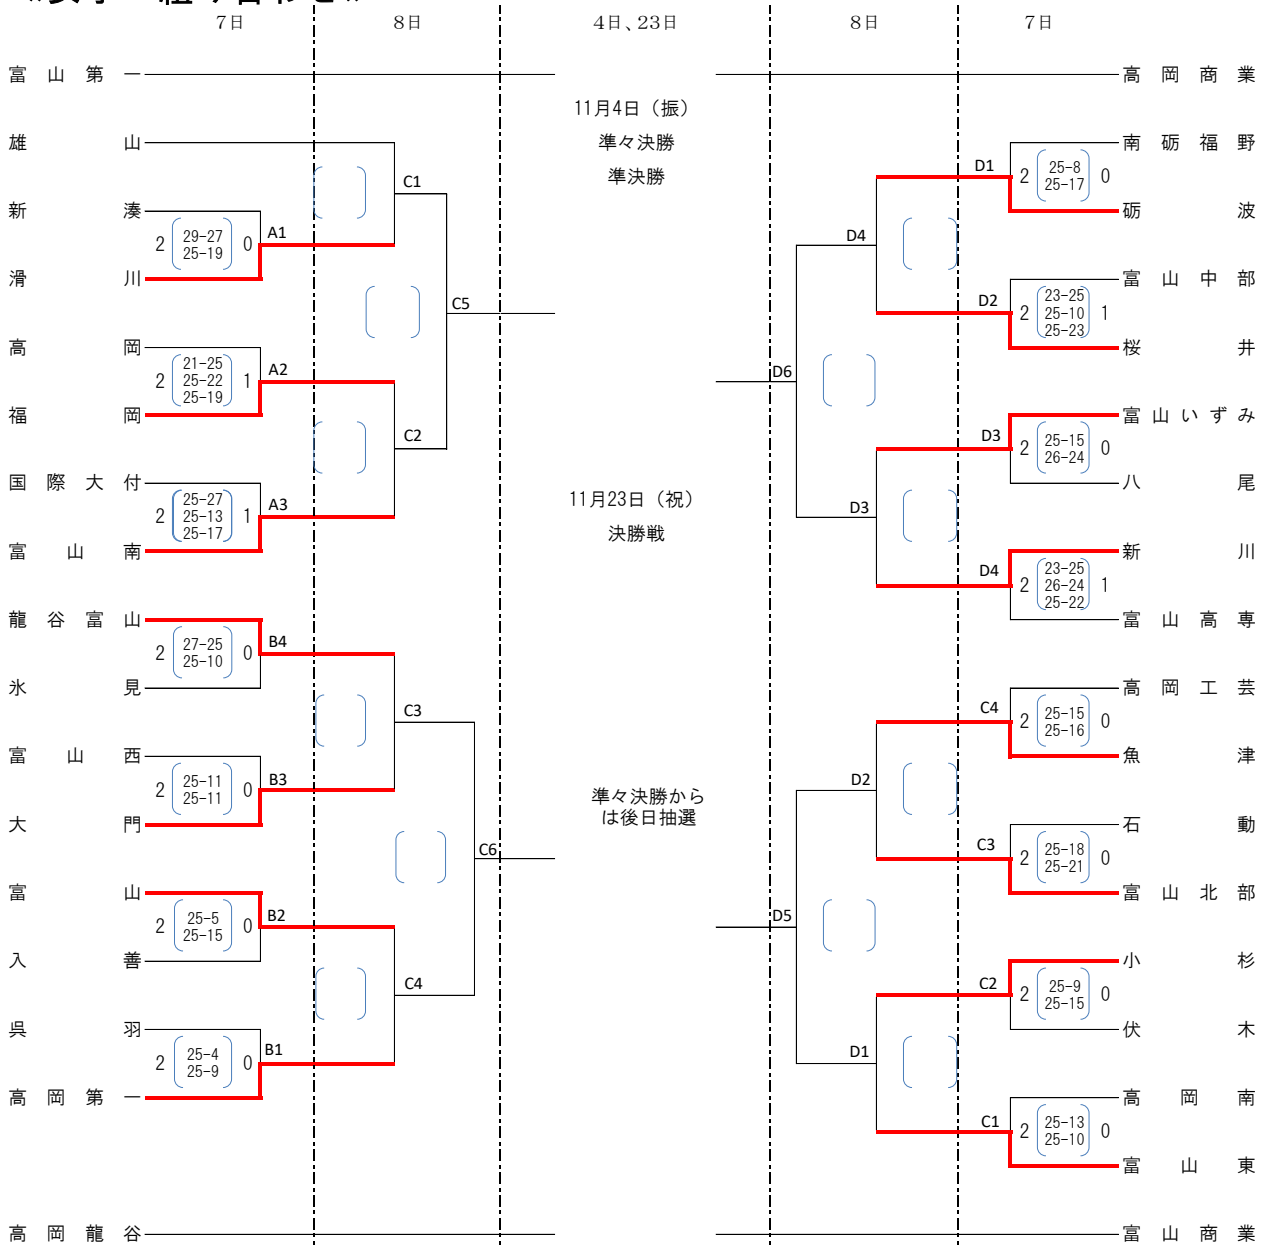 7日 8日 4日、23日 8日 7日
富山第一 高岡商業
11月4日（振）
雄山 準々決勝 南砺福野
D1 2 25-8 25-17 0
C1 準決勝
新湊 砺波
2 29-27 25-19 0 A1 D4
滑川 富山中部
C5 D2 2 23-25 25-10 25-23 1
高岡 桜井
2 21-25 25-22 25-19 1 A2 D6
福岡 富山いずみ
C2 D3 2 25-15 26-24 0
国際大付 八尾
2 25-27 25-13 25-17 1 A3 11月23日（祝） D3
富山南 決勝戦 新川
D4 2 23-25 26-24 25-22 1
龍谷富山 富山高専
2 27-25 25-10 0 B4
氷見 高岡工芸
C3 C4 2 25-15 25-16 0
富山西 魚津
2 25-11 25-11 0 B3 D2
準々決勝から
は後日抽選
大門 石動
C6 C3 2 25-18 25-21 0
富山 富山北部
2 25-5 25-15 0 B2 D5
入善 小杉
C4 C2 2 25-9 25-15 0
呉羽 伏木
2 25-4 25-9 0 B1 D1
高岡第一 高岡南
C1 2 25-13 25-10 0
富山東
高岡龍谷 富山商業